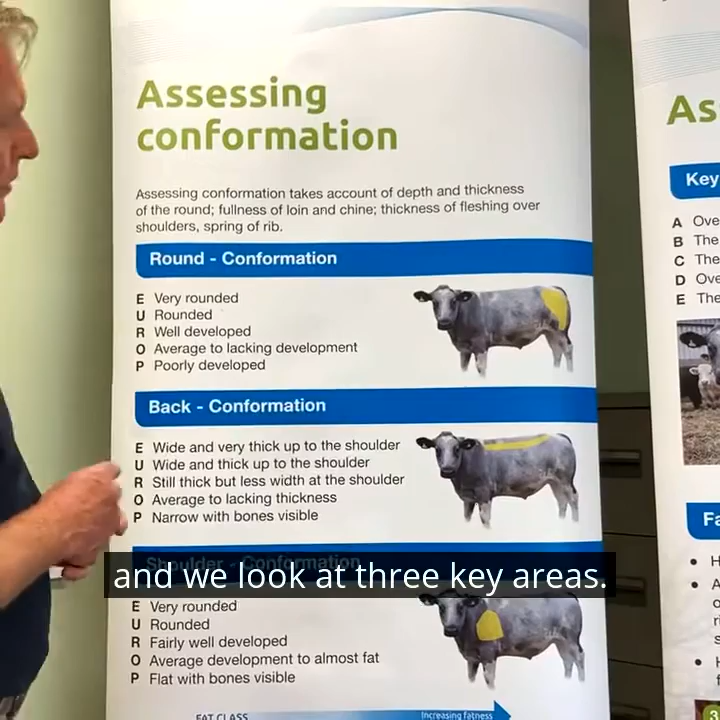 Assessing
conformation
Assessing conformation takes account of depth and thickness
of the round; fullness of loin and chine; thickness of fleshing over
shoulders, spring of rib.
Round - Conformation
E Very rounded
U Rounded
R Well developed
O Average to lacking development
P Poorly developed
Back - Conformation
E Wide and very thick up to the shoulder
U Wide and thick up to the shoulder
R Still thick but less width at the shoulder
O Average to lacking thickness
P Narrow with bones visible
Shoulder - Conformation
and we look at three key areas.
E Very rounded
U Rounded
R Fairly well developed
O Average development to almost fat
P Flat with bones visible
FAT CLASS
Increasing fatness
As
Key
A Ove
B The
C The
D Ove
E The
Fa